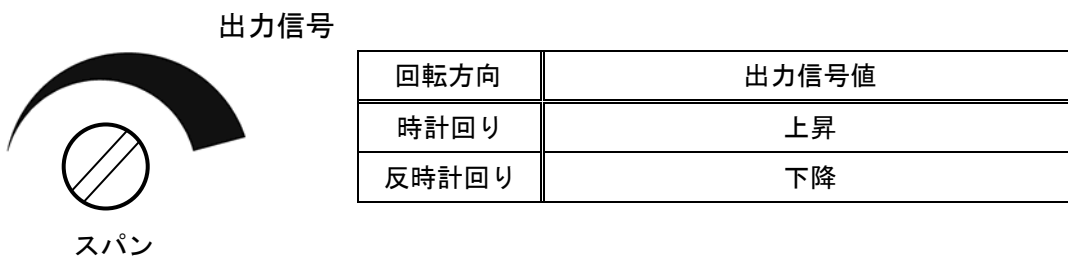 出力信号
回転方向 出力信号値
時計回り 上昇
反時計回り 下降
スパン